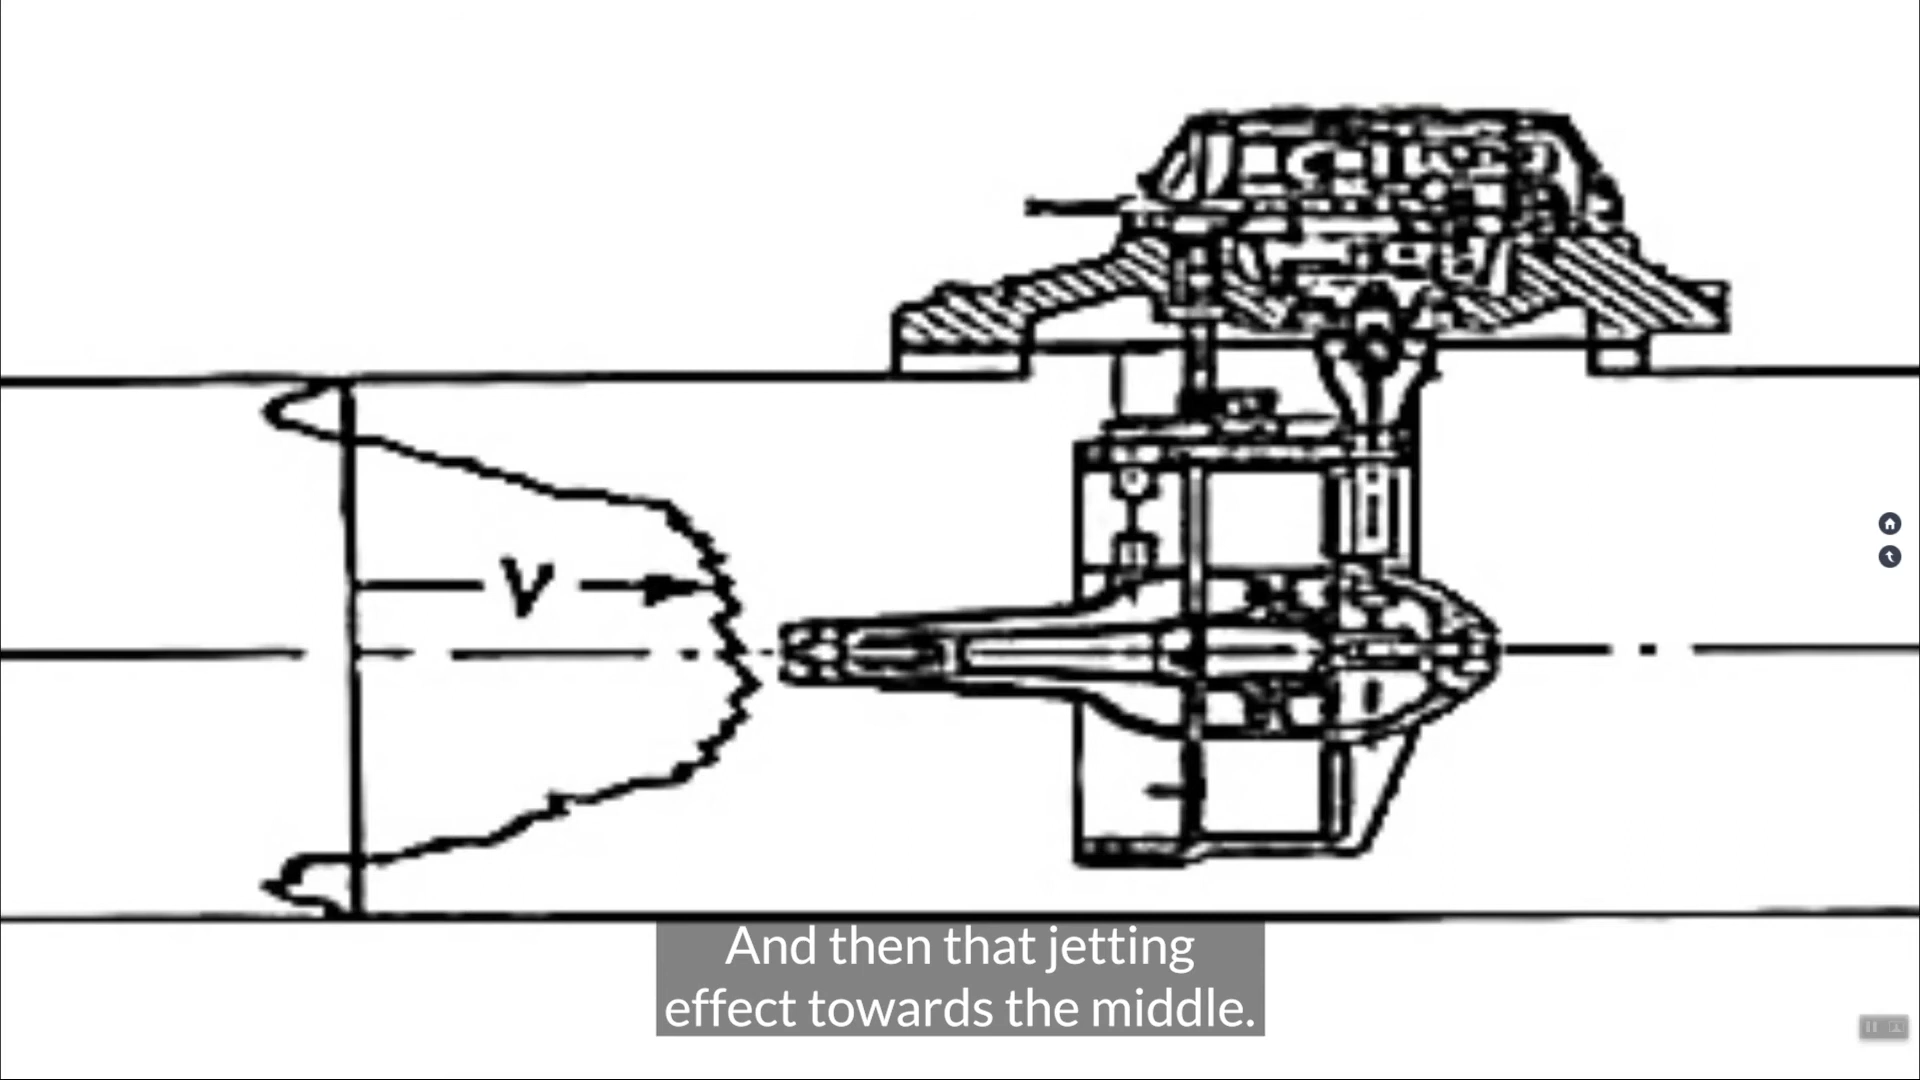 V
And then that jetting
effect towards the middle.